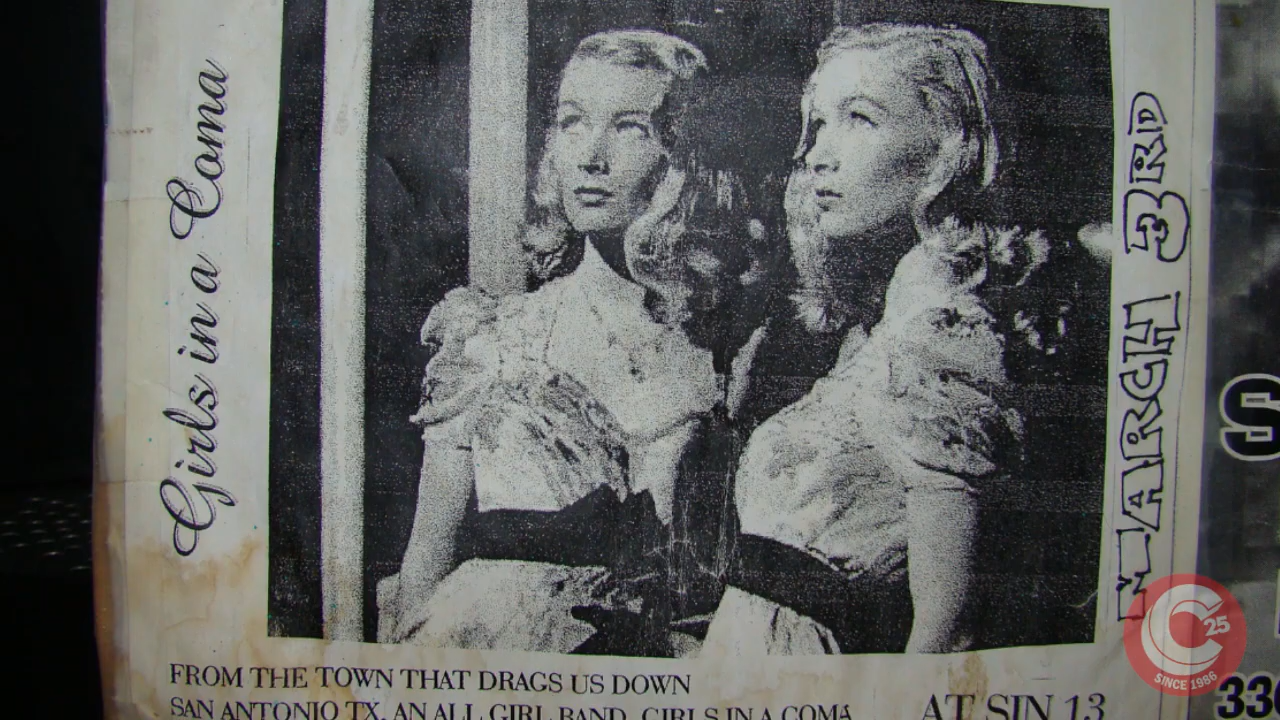 Girls in a Coma
MARCH 3RD
FROM THE TOWN THAT DRAGS US DOWN
SAN ANTONIO TX, AN ALL GIRL BAND, GIRLS IN A COMA
AT SIN 13
S
330
C 25
SINCE 1986